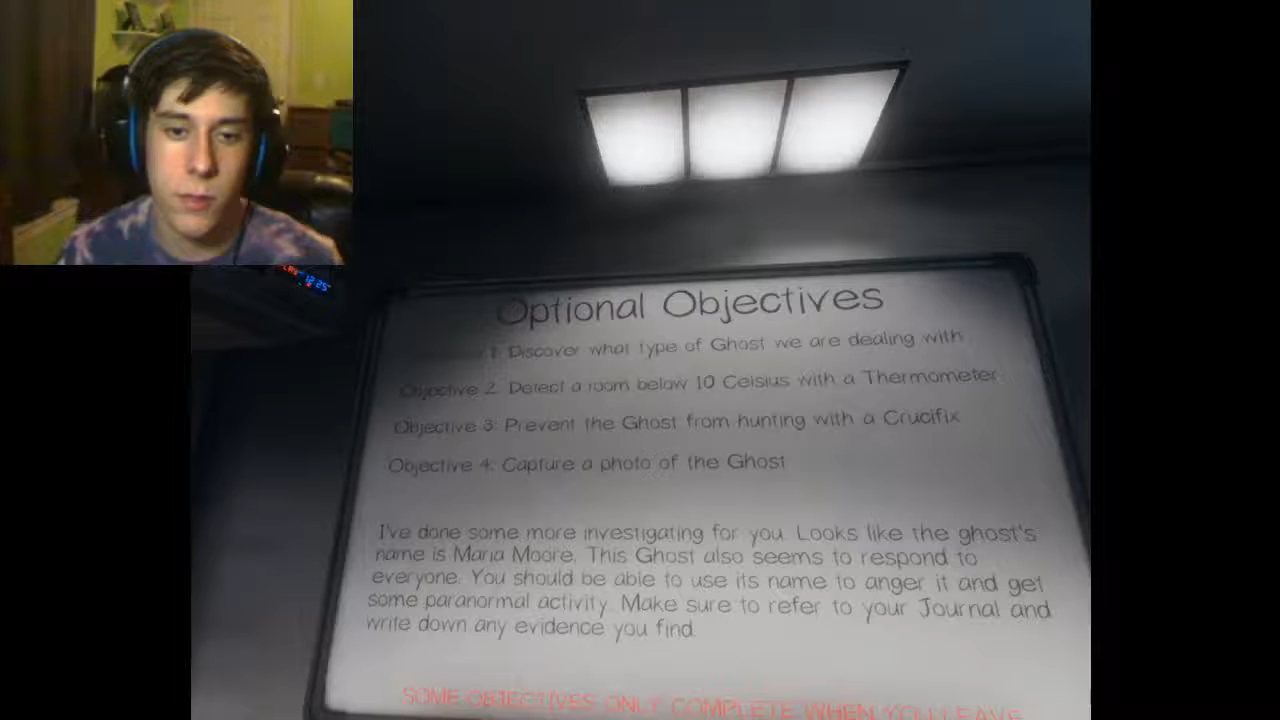 12:25
Optional Objectives
1: Discover what type of Ghost we are dealing with
Objective 2: Detect a room below 10 Celsius with a Thermometer
Objective 3: Prevent the Ghost from hunting with a Crucifix
Objective 4: Capture a photo of the Ghost
I've done some more investigating for you. Looks like the ghost's
name is Maria Moore. This Ghost also seems to respond to
everyone. You should be able to use its name to anger it and get
some paranormal activity. Make sure to refer to your Journal and
write down any evidence you find.
SOME OBJECTIVES ONLY COMPLETE WHEN YOU LEAVE